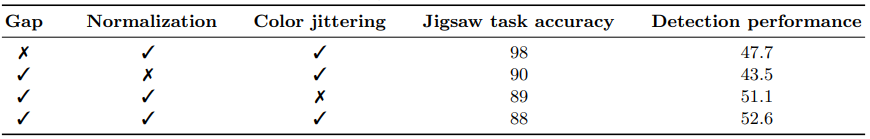 Gap Normalization Color jittering Jigsaw task accuracy Detection performance
✗ ✓ ✓ 98 47.7
✓ ✗ ✓ 90 43.5
✓ ✓ ✗ 89 51.1
✓ ✓ ✓ 88 52.6